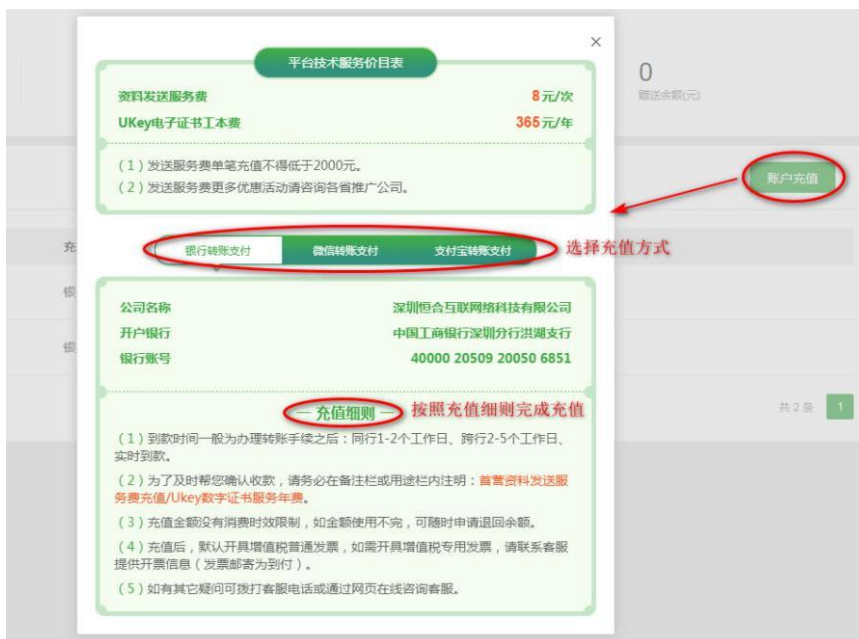 ×
平台技术服务价目表
资料发送服务费 8元/次
UKey电子证书工本费 365元/年
0
赠送余额(元)
(1)发送服务费单笔充值不得低于2000元。
(2)发送服务费更多优惠活动请咨询各省推广公司。
账户充值
充
银行转账支付 微信转账支付 支付宝转账支付 选择充值方式
银
公司名称 深圳恒合互联网络科技有限公司
开户银行 中国工商银行深圳分行洪湖支行
银行账号 40000 20509 20050 6851
银
— 充值细则 — 按照充值细则完成充值
共2条 1
(1)到款时间一般为办理转账手续之后:同行1-2个工作日、跨行2-5个工作日、
实时到款。
(2)为了及时帮您确认收款,请务必在备注栏或用途栏内注明:首营资料发送服
务费充值/Ukey数字证书服务年费。
(3)充值金额没有消费时效限制,如金额使用不完,可随时申请退回余额。
(4)充值后,默认开具增值税普通发票,如需开具增值税专用发票,请联系客服
提供开票信息(发票邮寄为到付)。
(5)如有其它疑问可拨打客服电话或通过网页在线咨询客服。